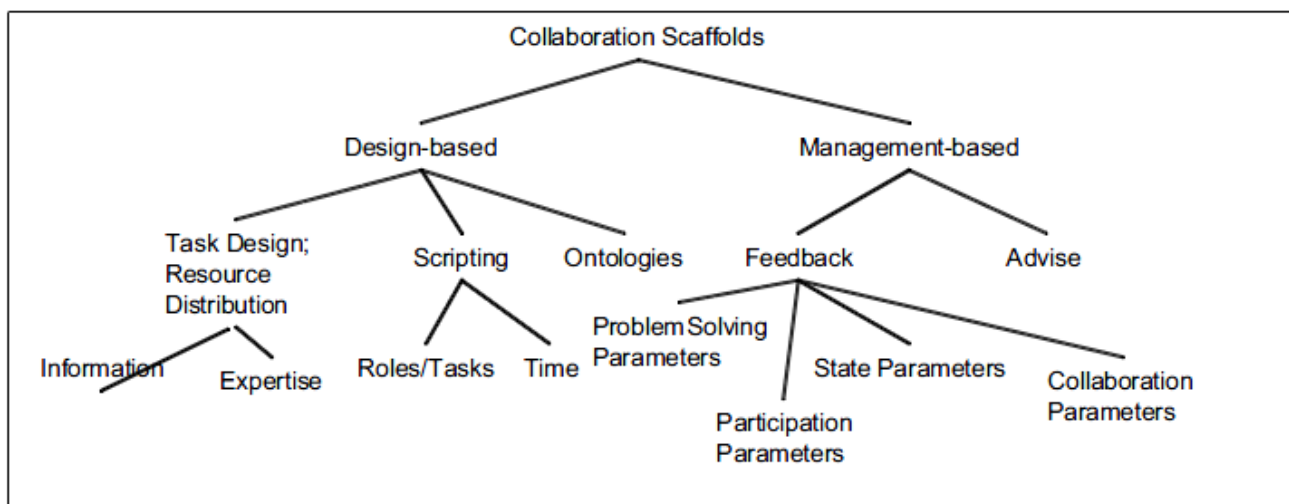 Collaboration Scaffolds
Design-based
Management-based
Task Design;
Resource
Distribution
Scripting
Ontologies
Feedback
Advise
Information
Expertise
Roles/Tasks
Time
Problem Solving
Parameters
Participation
Parameters
State Parameters
Collaboration
Parameters